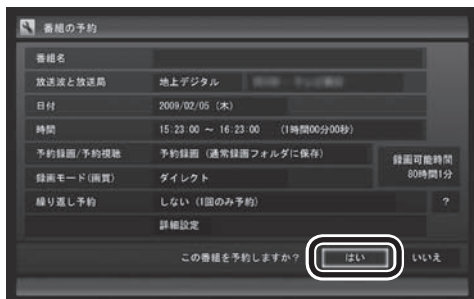 番組の予約
番組名
放送波と放送局 地上デジタル
日付 2009/02/05 (木)
時間 15:23:00 ~ 16:23:00 (1時間00分00秒)
予約録画/予約視聴 予約録画 (通常録画フォルダに保存)
録画可能時間
80時間1分
録画モード(画質) ダイレクト
繰り返し予約 しない (1回のみ予約) ?
詳細設定
この番組を予約しますか? はい いいえ